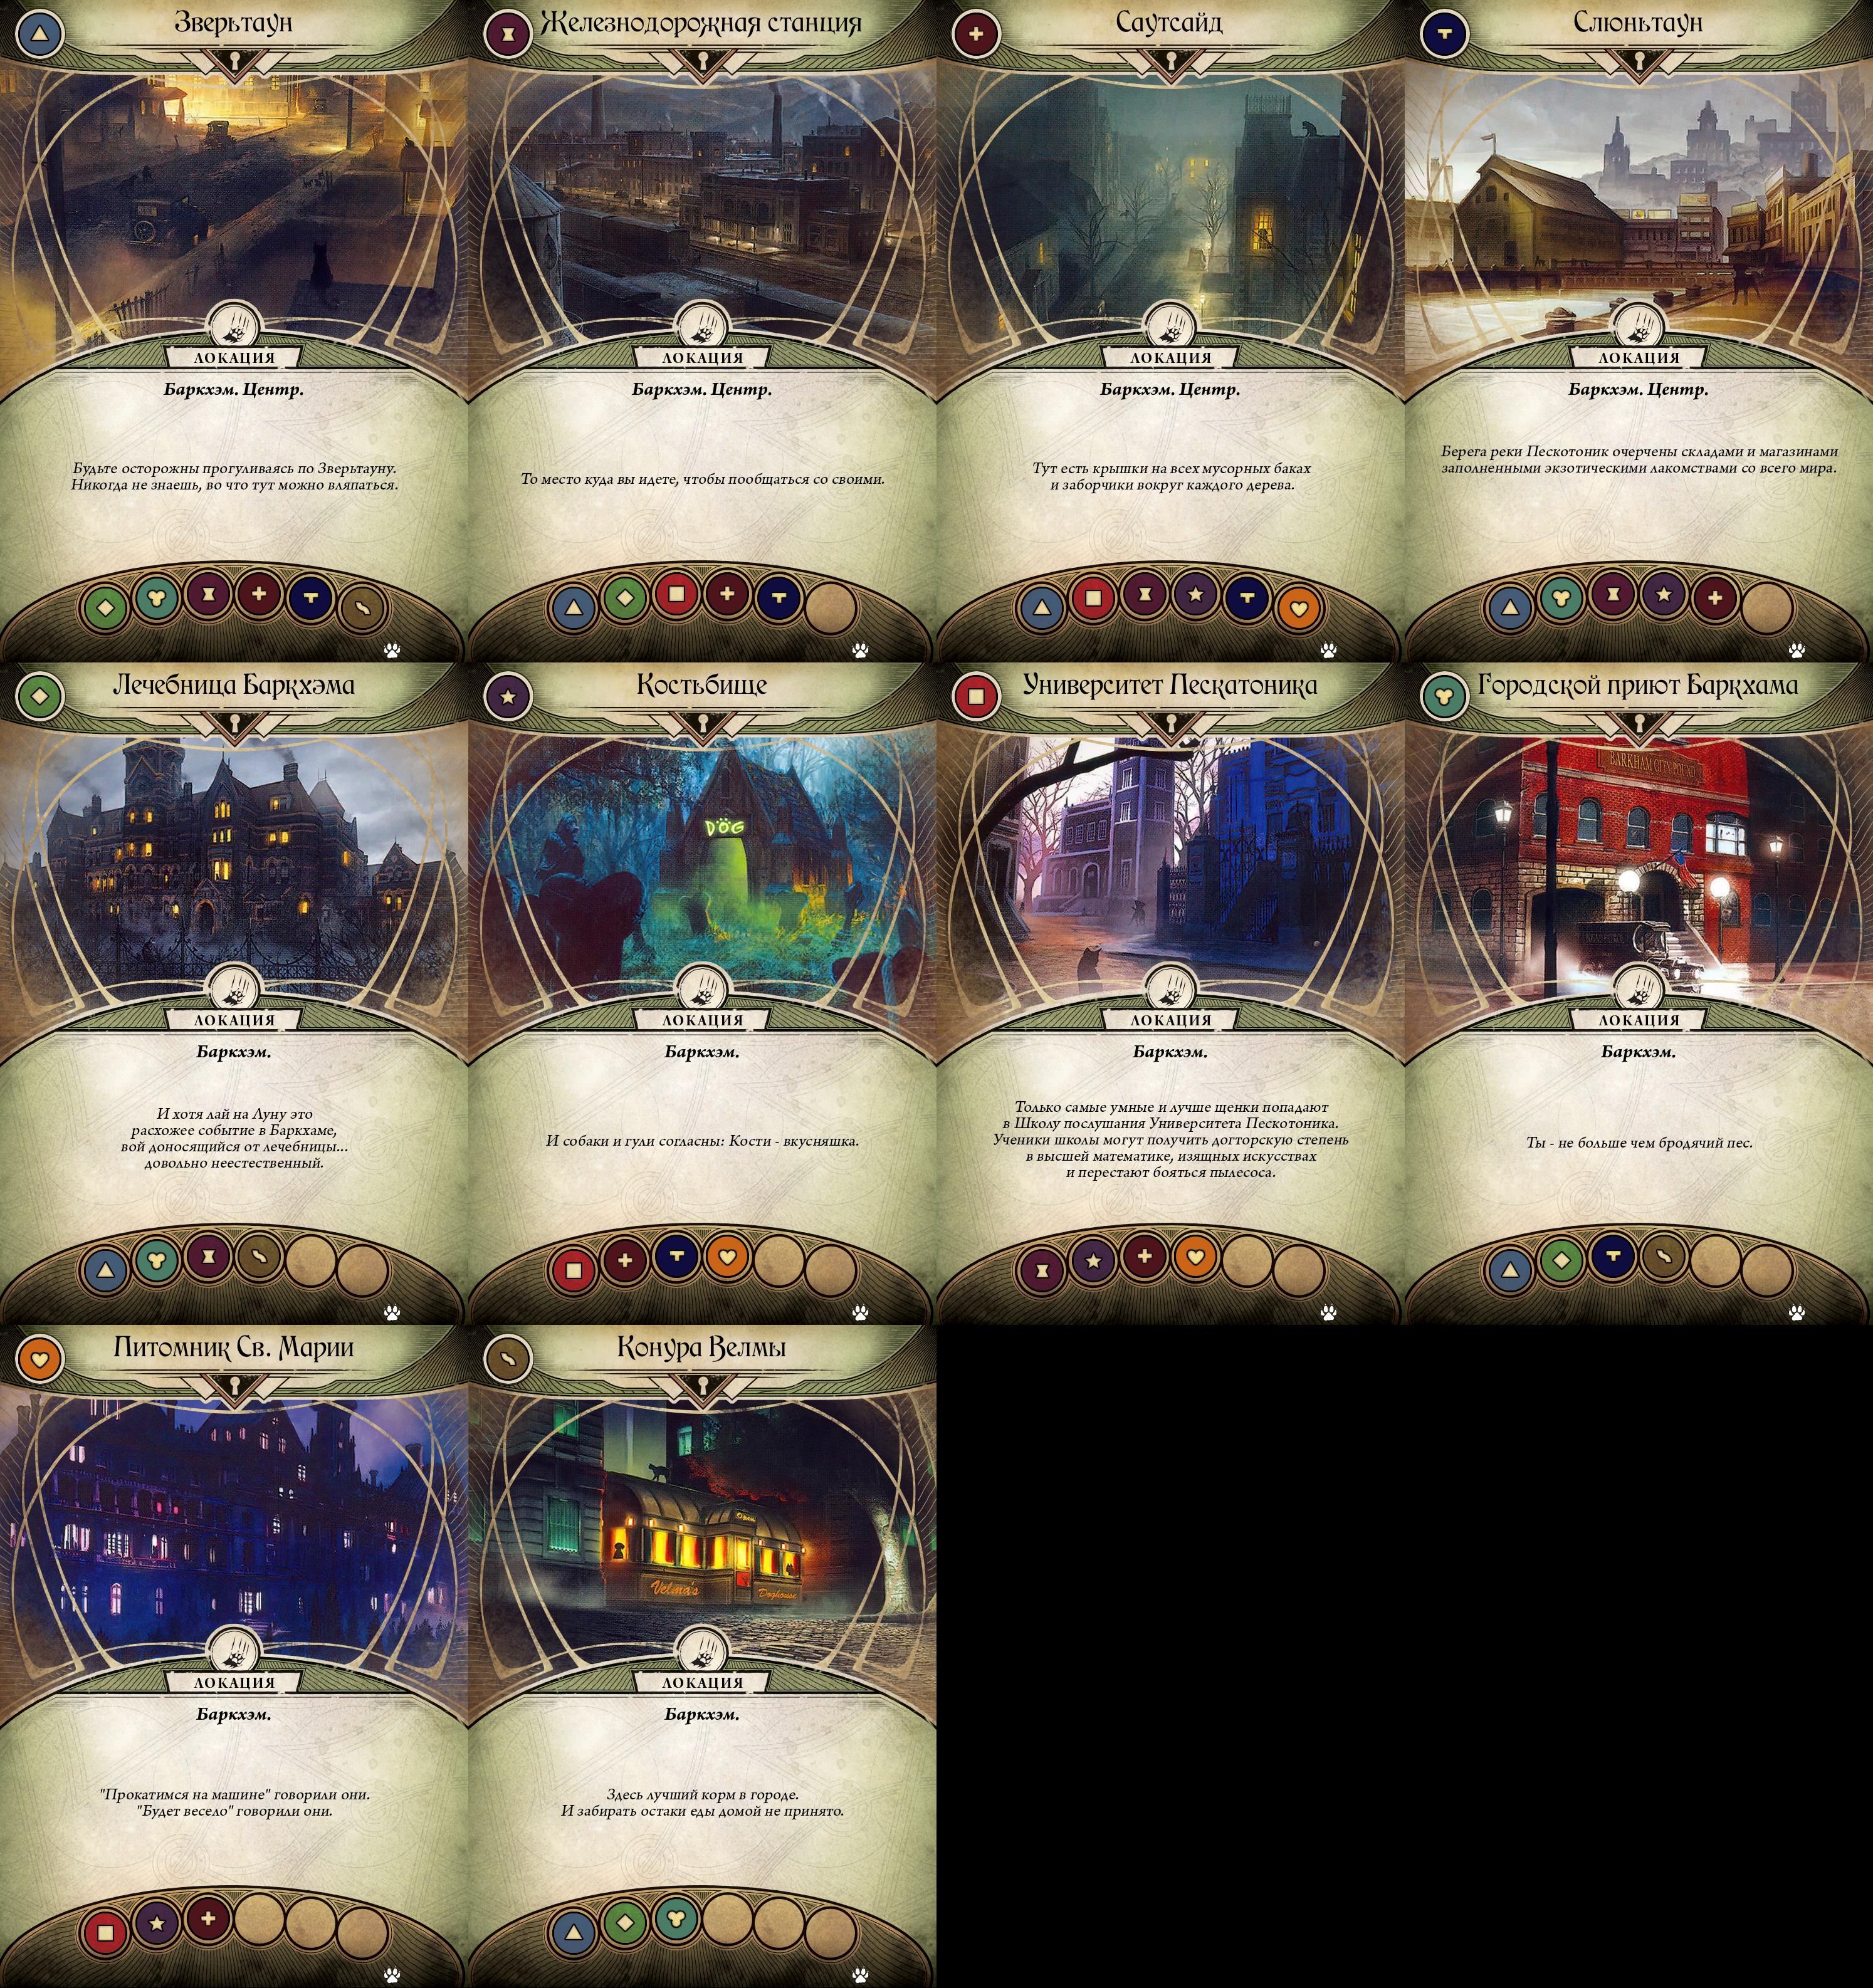 Зверьтаун
ЛОКАЦИЯ
Баркхэм. Центр.
Будьте осторожны прогуливаясь по Зверьтауну.
Никогда не знаешь, во что тут можно вляпаться.
Железнодорожная станция
ЛОКАЦИЯ
Баркхэм. Центр.
То место куда вы идете, чтобы пообщаться со своими.
Саутсайд
ЛОКАЦИЯ
Баркхэм. Центр.
Тут есть крышки на всех мусорных баках
и заборчики вокруг каждого дерева.
Слюньтаун
ЛОКАЦИЯ
Баркхэм. Центр.
Берега реки Пескотоник очерчены складами и магазинами
заполненными экзотическими лакомствами со всего мира.
Лечебница Баркхэма
ЛОКАЦИЯ
Баркхэм.
И хотя лай на Луну это
расхожее событие в Баркхаме,
вой доносящийся от лечебницы...
довольно неестественный.
Костьбище
DOG
ЛОКАЦИЯ
Баркхэм.
И собаки и гули согласны: Кости - вкусняшка.
Университет Пескатоника
ЛОКАЦИЯ
Баркхэм.
Только самые умные и лучше щенки попадают
в Школу послушания Университета Пескотоника.
Ученики школы могут получить догторскую степень
в высшей математике, изящных искусствах
и перестают бояться пылесоса.
Городской приют Баркхама
BARKHAM CITY POUND
ЛОКАЦИЯ
Баркхэм.
Ты - не больше чем бродячий пес.
Питомник Св. Марии
ЛОКАЦИЯ
Баркхэм.
"Прокатимся на машине" говорили они.
"Будет весело" говорили они.
Конура Велмы
Open
Velma's
Doghouse
ЛОКАЦИЯ
Баркхэм.
Здесь лучший корм в городе.
И забирать остаки еды домой не принято.